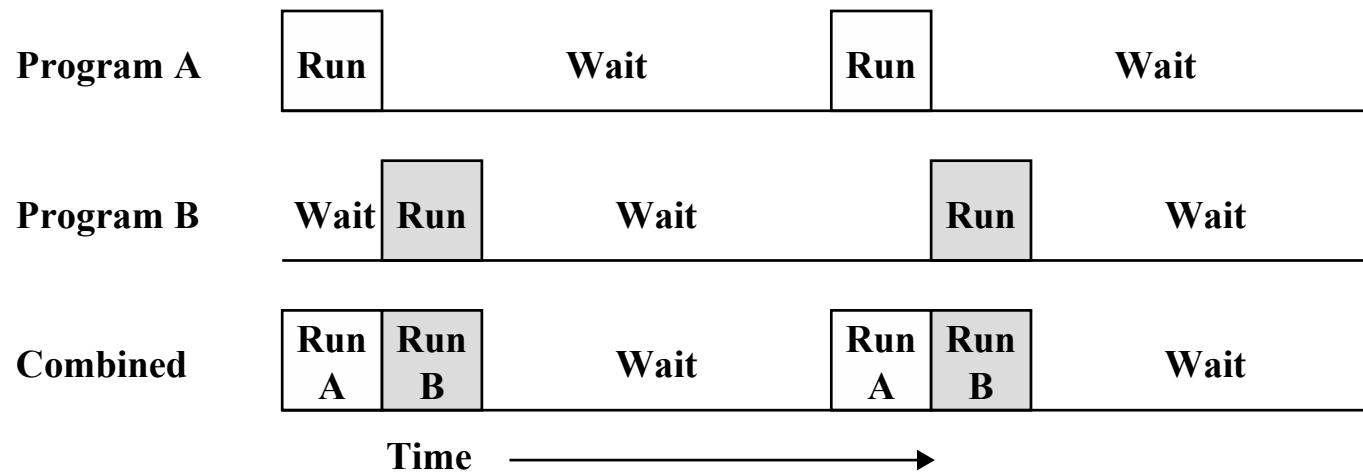 Program A Run Wait Run Wait
Program B Wait Run Wait Run Wait
Combined Run A Run B Wait Run A Run B Wait
Time